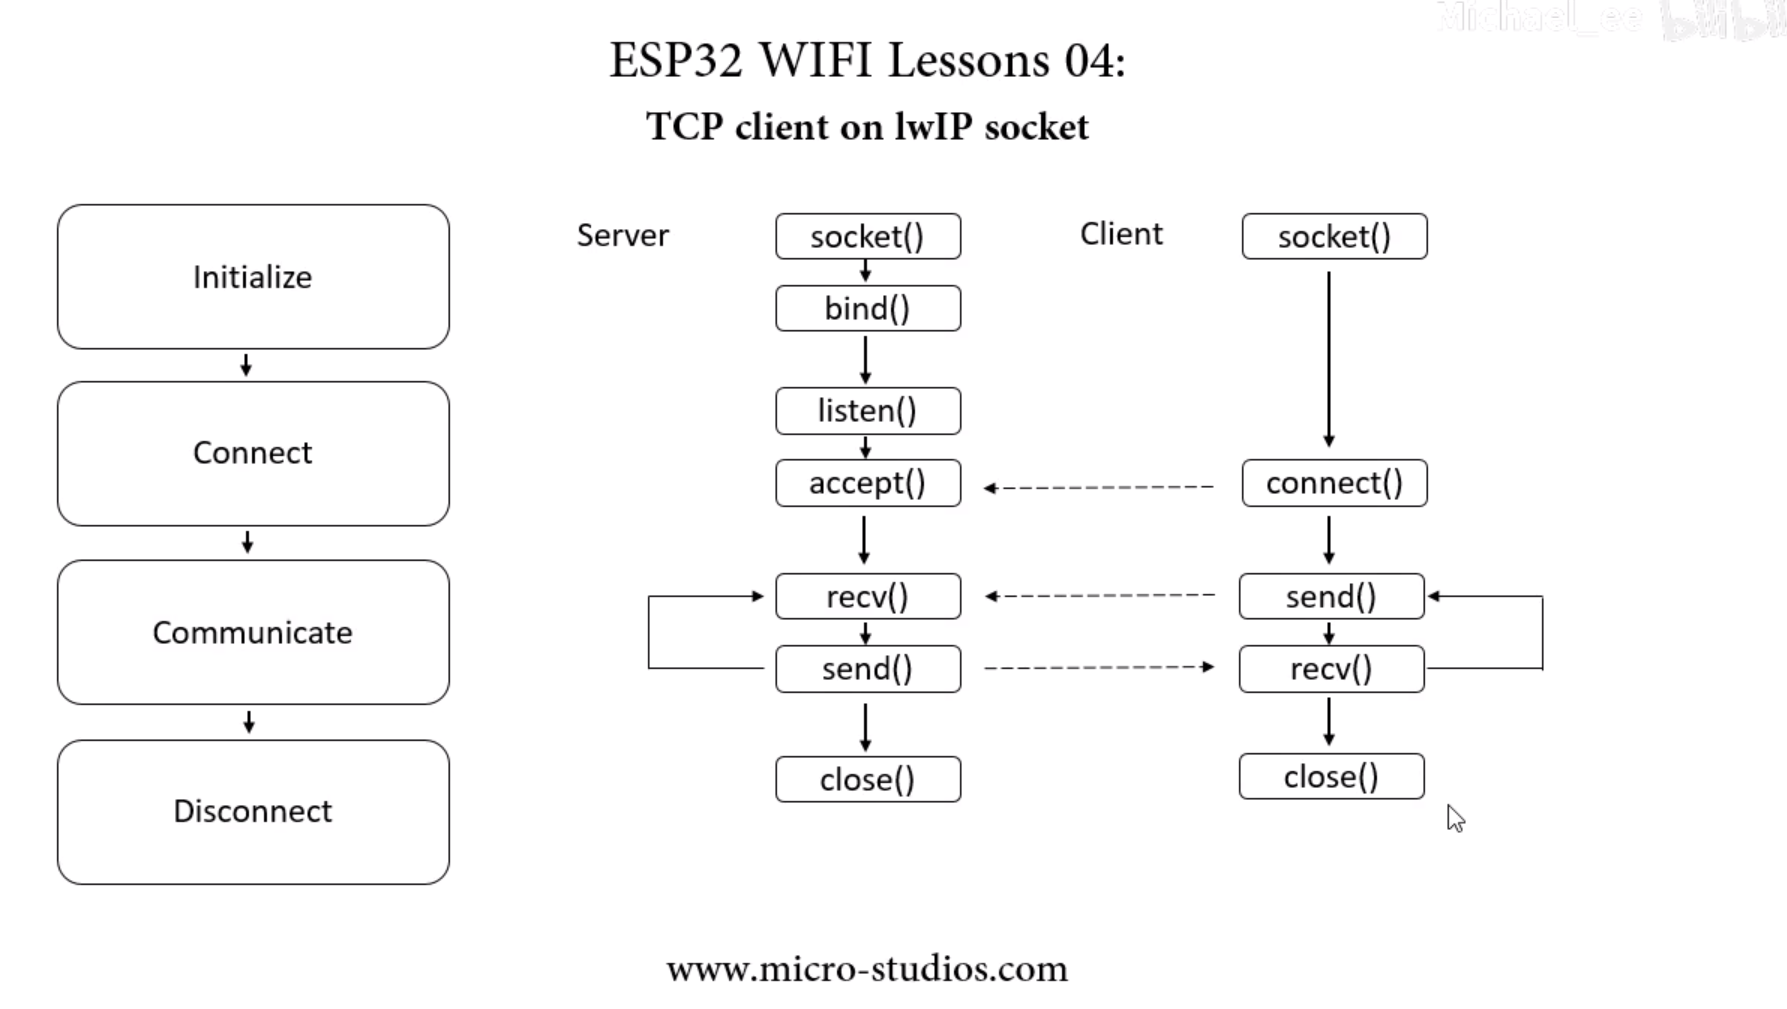 Michael_ee bilibili
ESP32 WIFI Lessons 04:
TCP client on lwIP socket
Initialize
Connect
Communicate
Disconnect
Server
socket()
bind()
listen()
accept()
recv()
send()
close()
Client
socket()
connect()
send()
recv()
close()
www.micro-studios.com